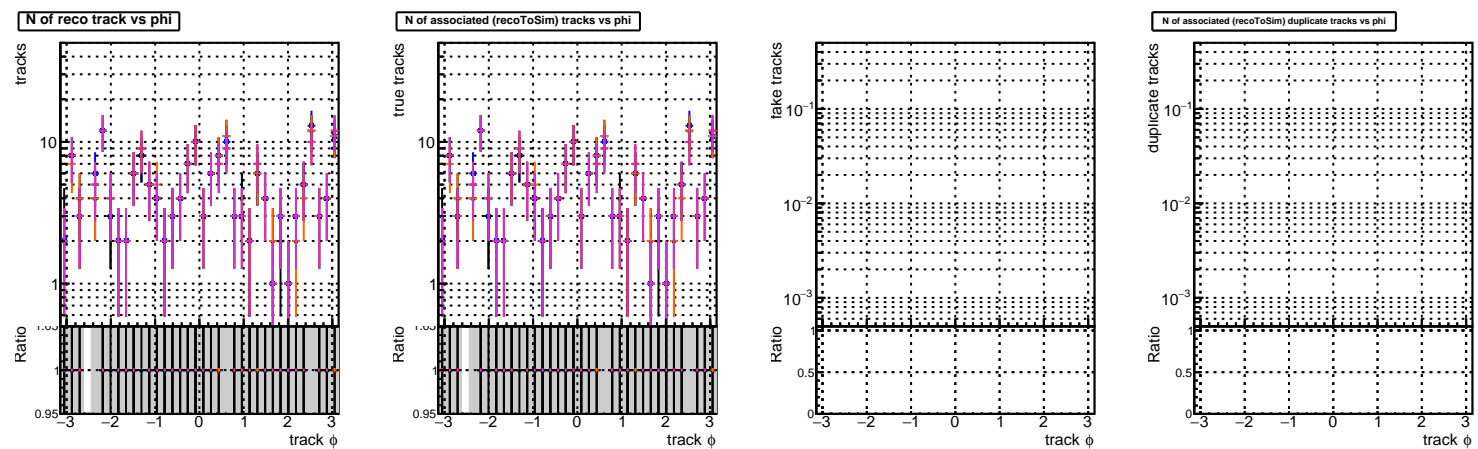 N of reco track vs phi
tracks
10
1
Ratio
1.05
1
0.95
−3 −2 −1 0 1 2 3
track ϕ
N of associated (recoToSim) tracks vs phi
true tracks
10
1
Ratio
1.05
1
0.95
−3 −2 −1 0 1 2 3
track ϕ
fake tracks
10⁻¹
10⁻²
10⁻³
Ratio
1
0.5
0
−3 −2 −1 0 1 2 3
track ϕ
N of associated (recoToSim) duplicate tracks vs phi
duplicate tracks
10⁻¹
10⁻²
10⁻³
Ratio
1
0.5
0
−3 −2 −1 0 1 2 3
track ϕ